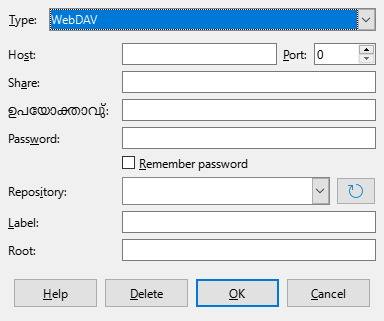 Type: WebDAV
Host: Port: 0
Share:
ഉപയോക്താവു്:
Password:
Remember password
Repository:
Label:
Root:
Help Delete OK Cancel